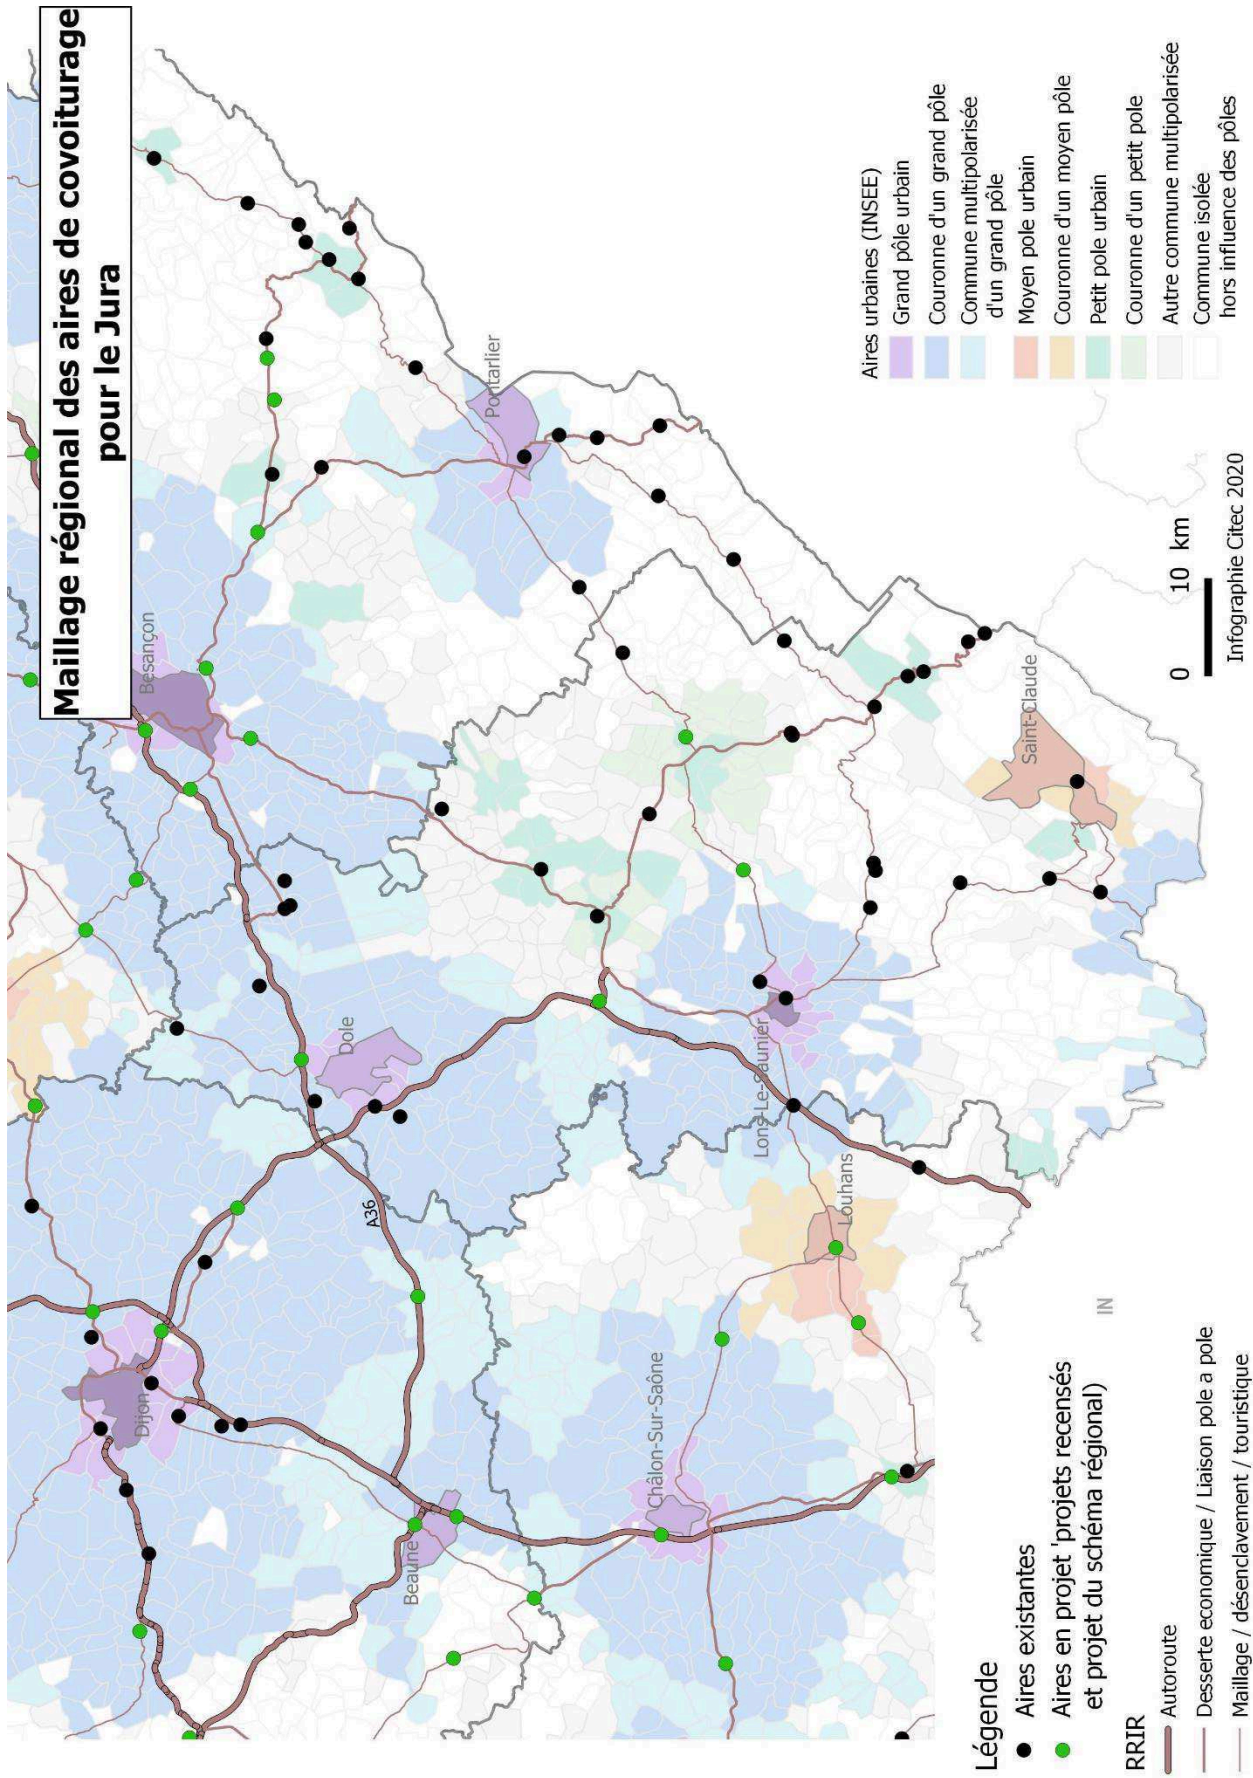 Maillage régional des aires de covoiturage
pour le Jura
Besançon
Pontarlier
Dijon
Dole
A36
Beaune
Châlon-Sur-Saône
Lons-Le-Saunier
Louhans
Saint-Claude
IN
Légende
Aires existantes
Aires en projet 'projets recensés
et projet du schéma régional)
RRIR
Autoroute
Desserte economique / Liaison pole a pole
Maillage / désenclavement / touristique
0 10 km
Infographie Citec 2020
Aires urbaines (INSEE)
Grand pôle urbain
Couronne d'un grand pôle
Commune multipolarisée
d'un grand pôle
Moyen pole urbain
Couronne d'un moyen pôle
Petit pole urbain
Couronne d'un petit pole
Autre commune multipolarisée
Commune isolée
hors influence des pôles